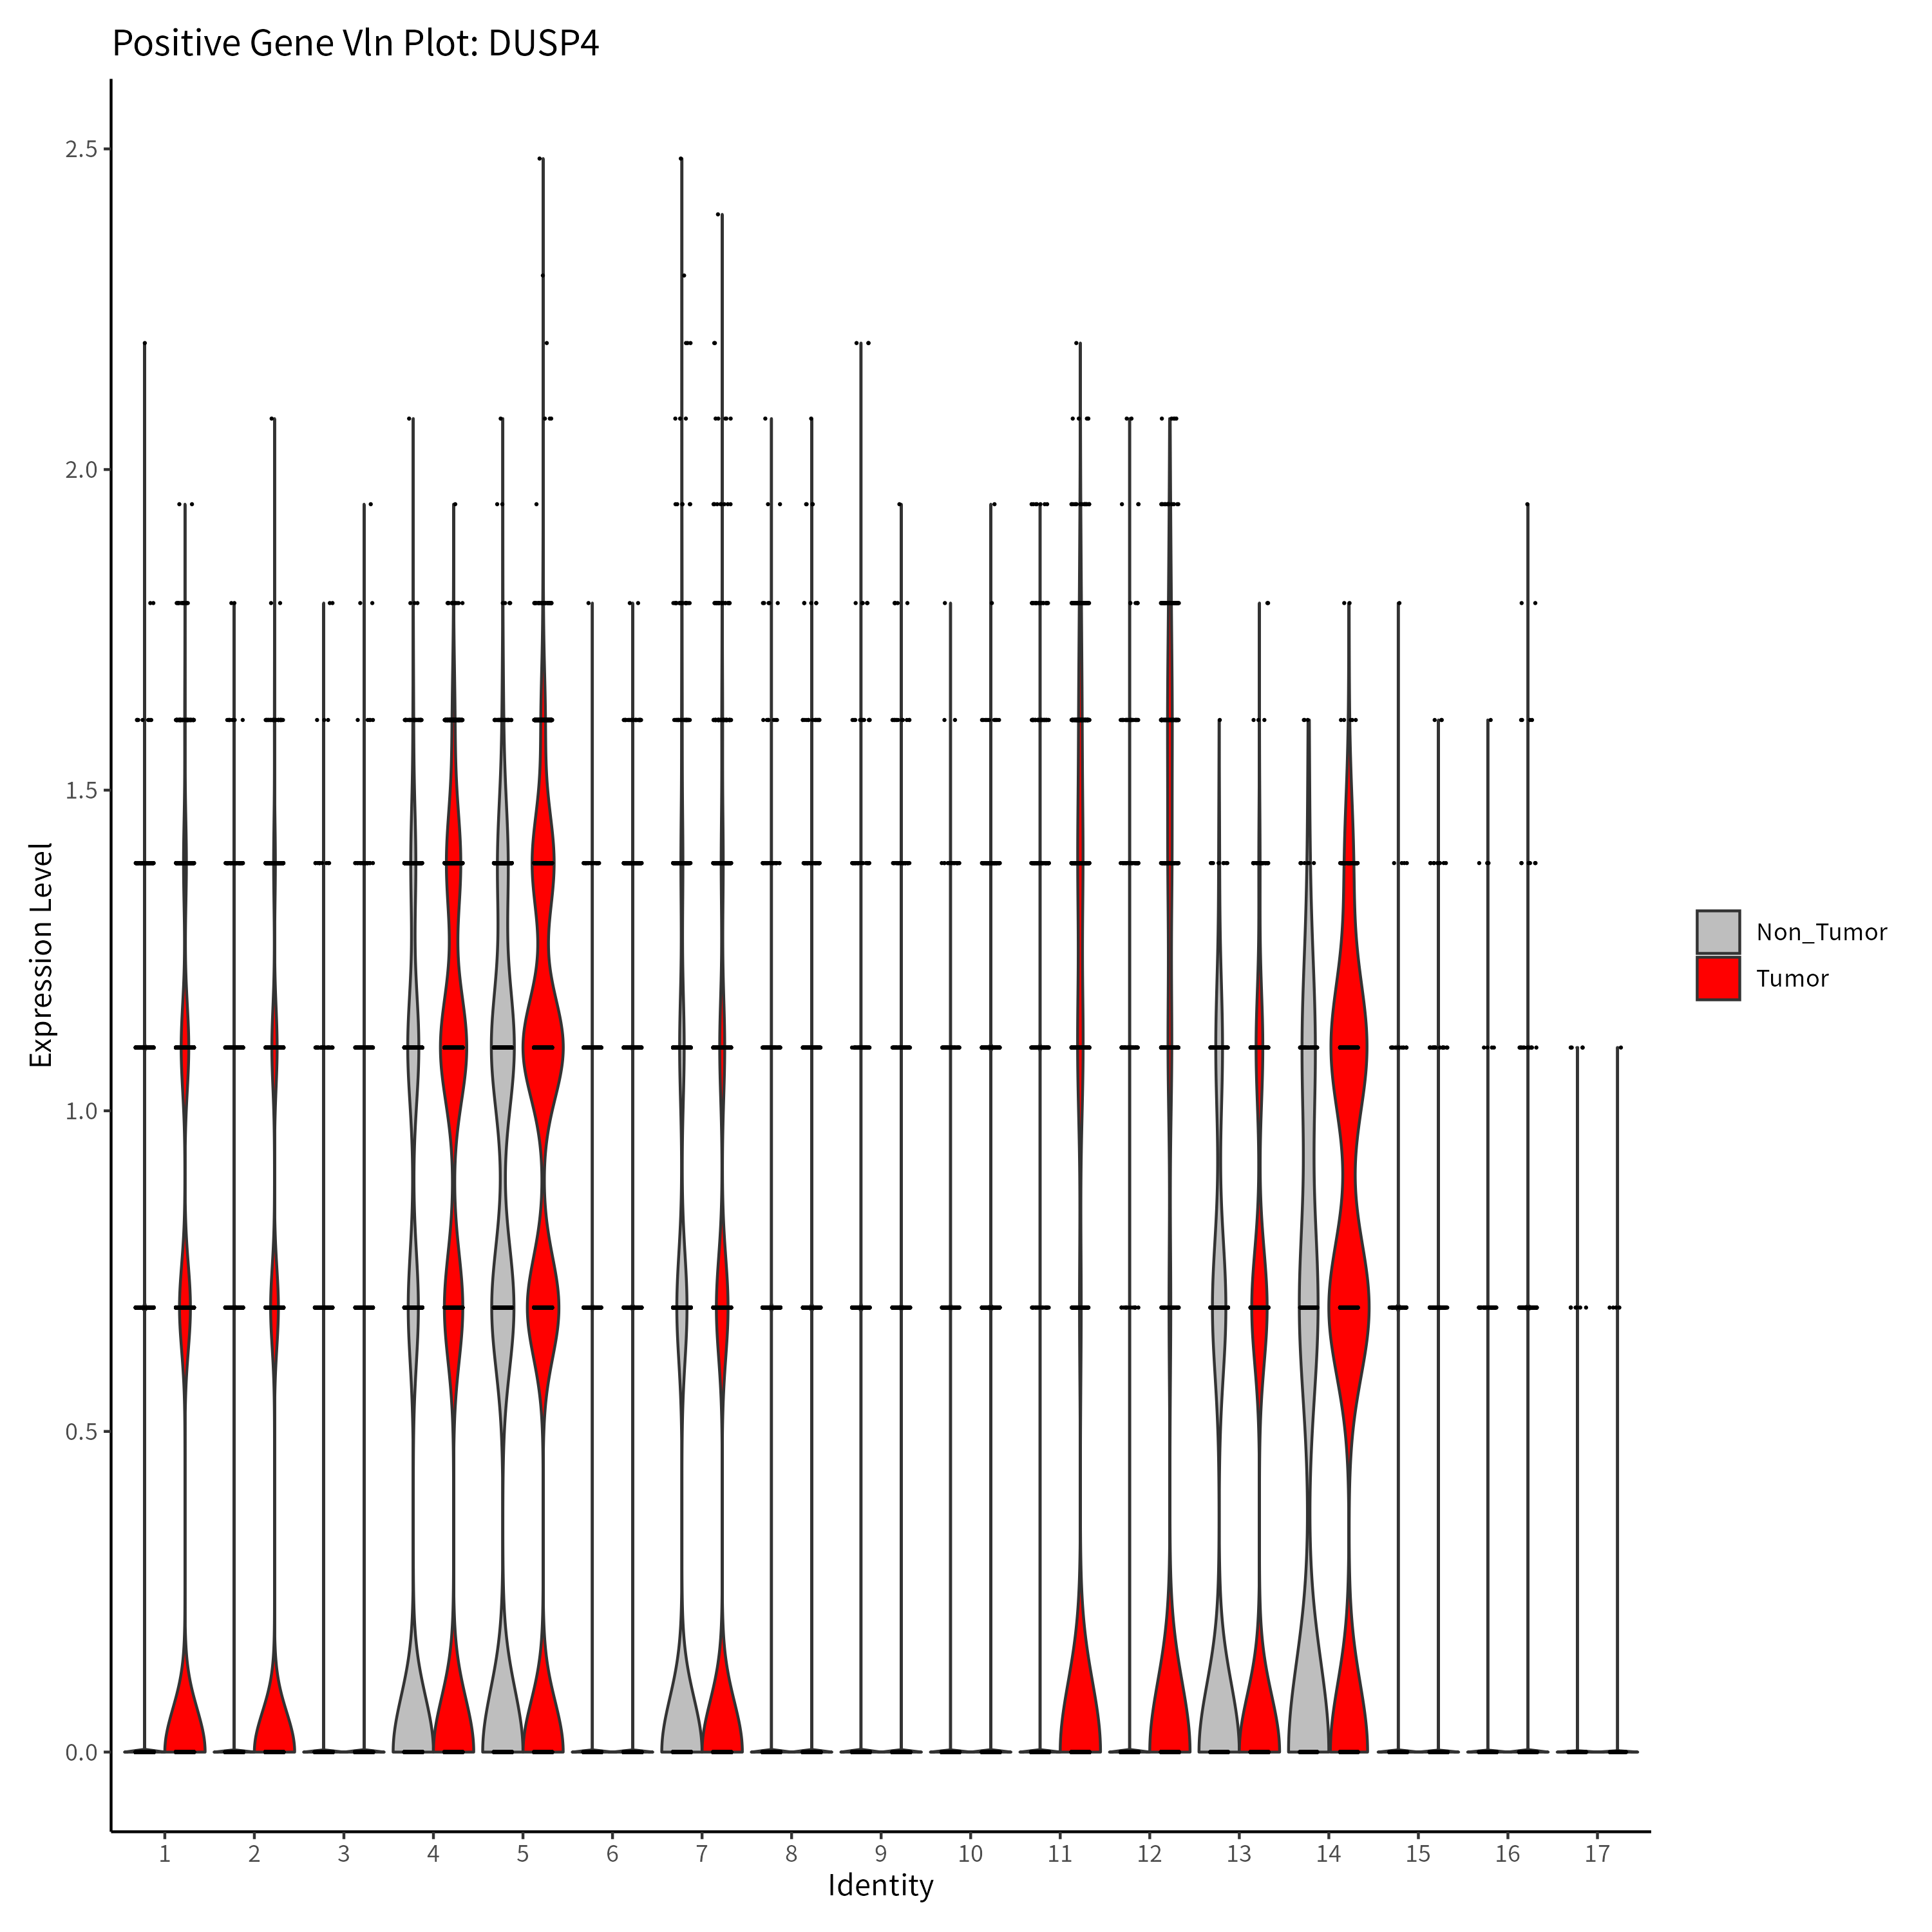 Positive Gene Vln Plot: DUSP4
2.5
2.0
1.5
1.0
0.5
0.0
Expression Level
1 2 3 4 5 6 7 8 9 10 11 12 13 14 15 16 17
Identity
Non_Tumor
Tumor